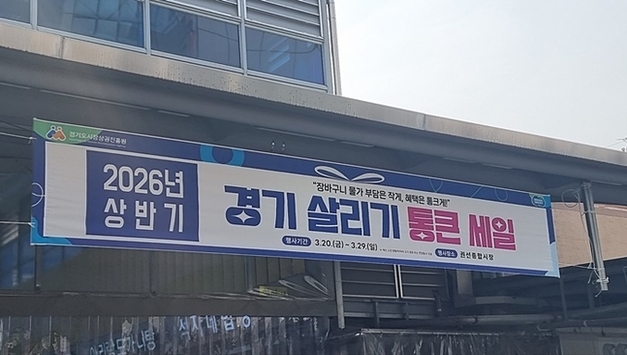 경기도시장상권진흥원
2026년
상반기
"장바구니 물가 부담은 작게, 혜택은 통크게!"
경기 살리기 통큰 세일
행사기간 3.20.(금) ~ 3.29.(일)
행사장소 권선종합시장